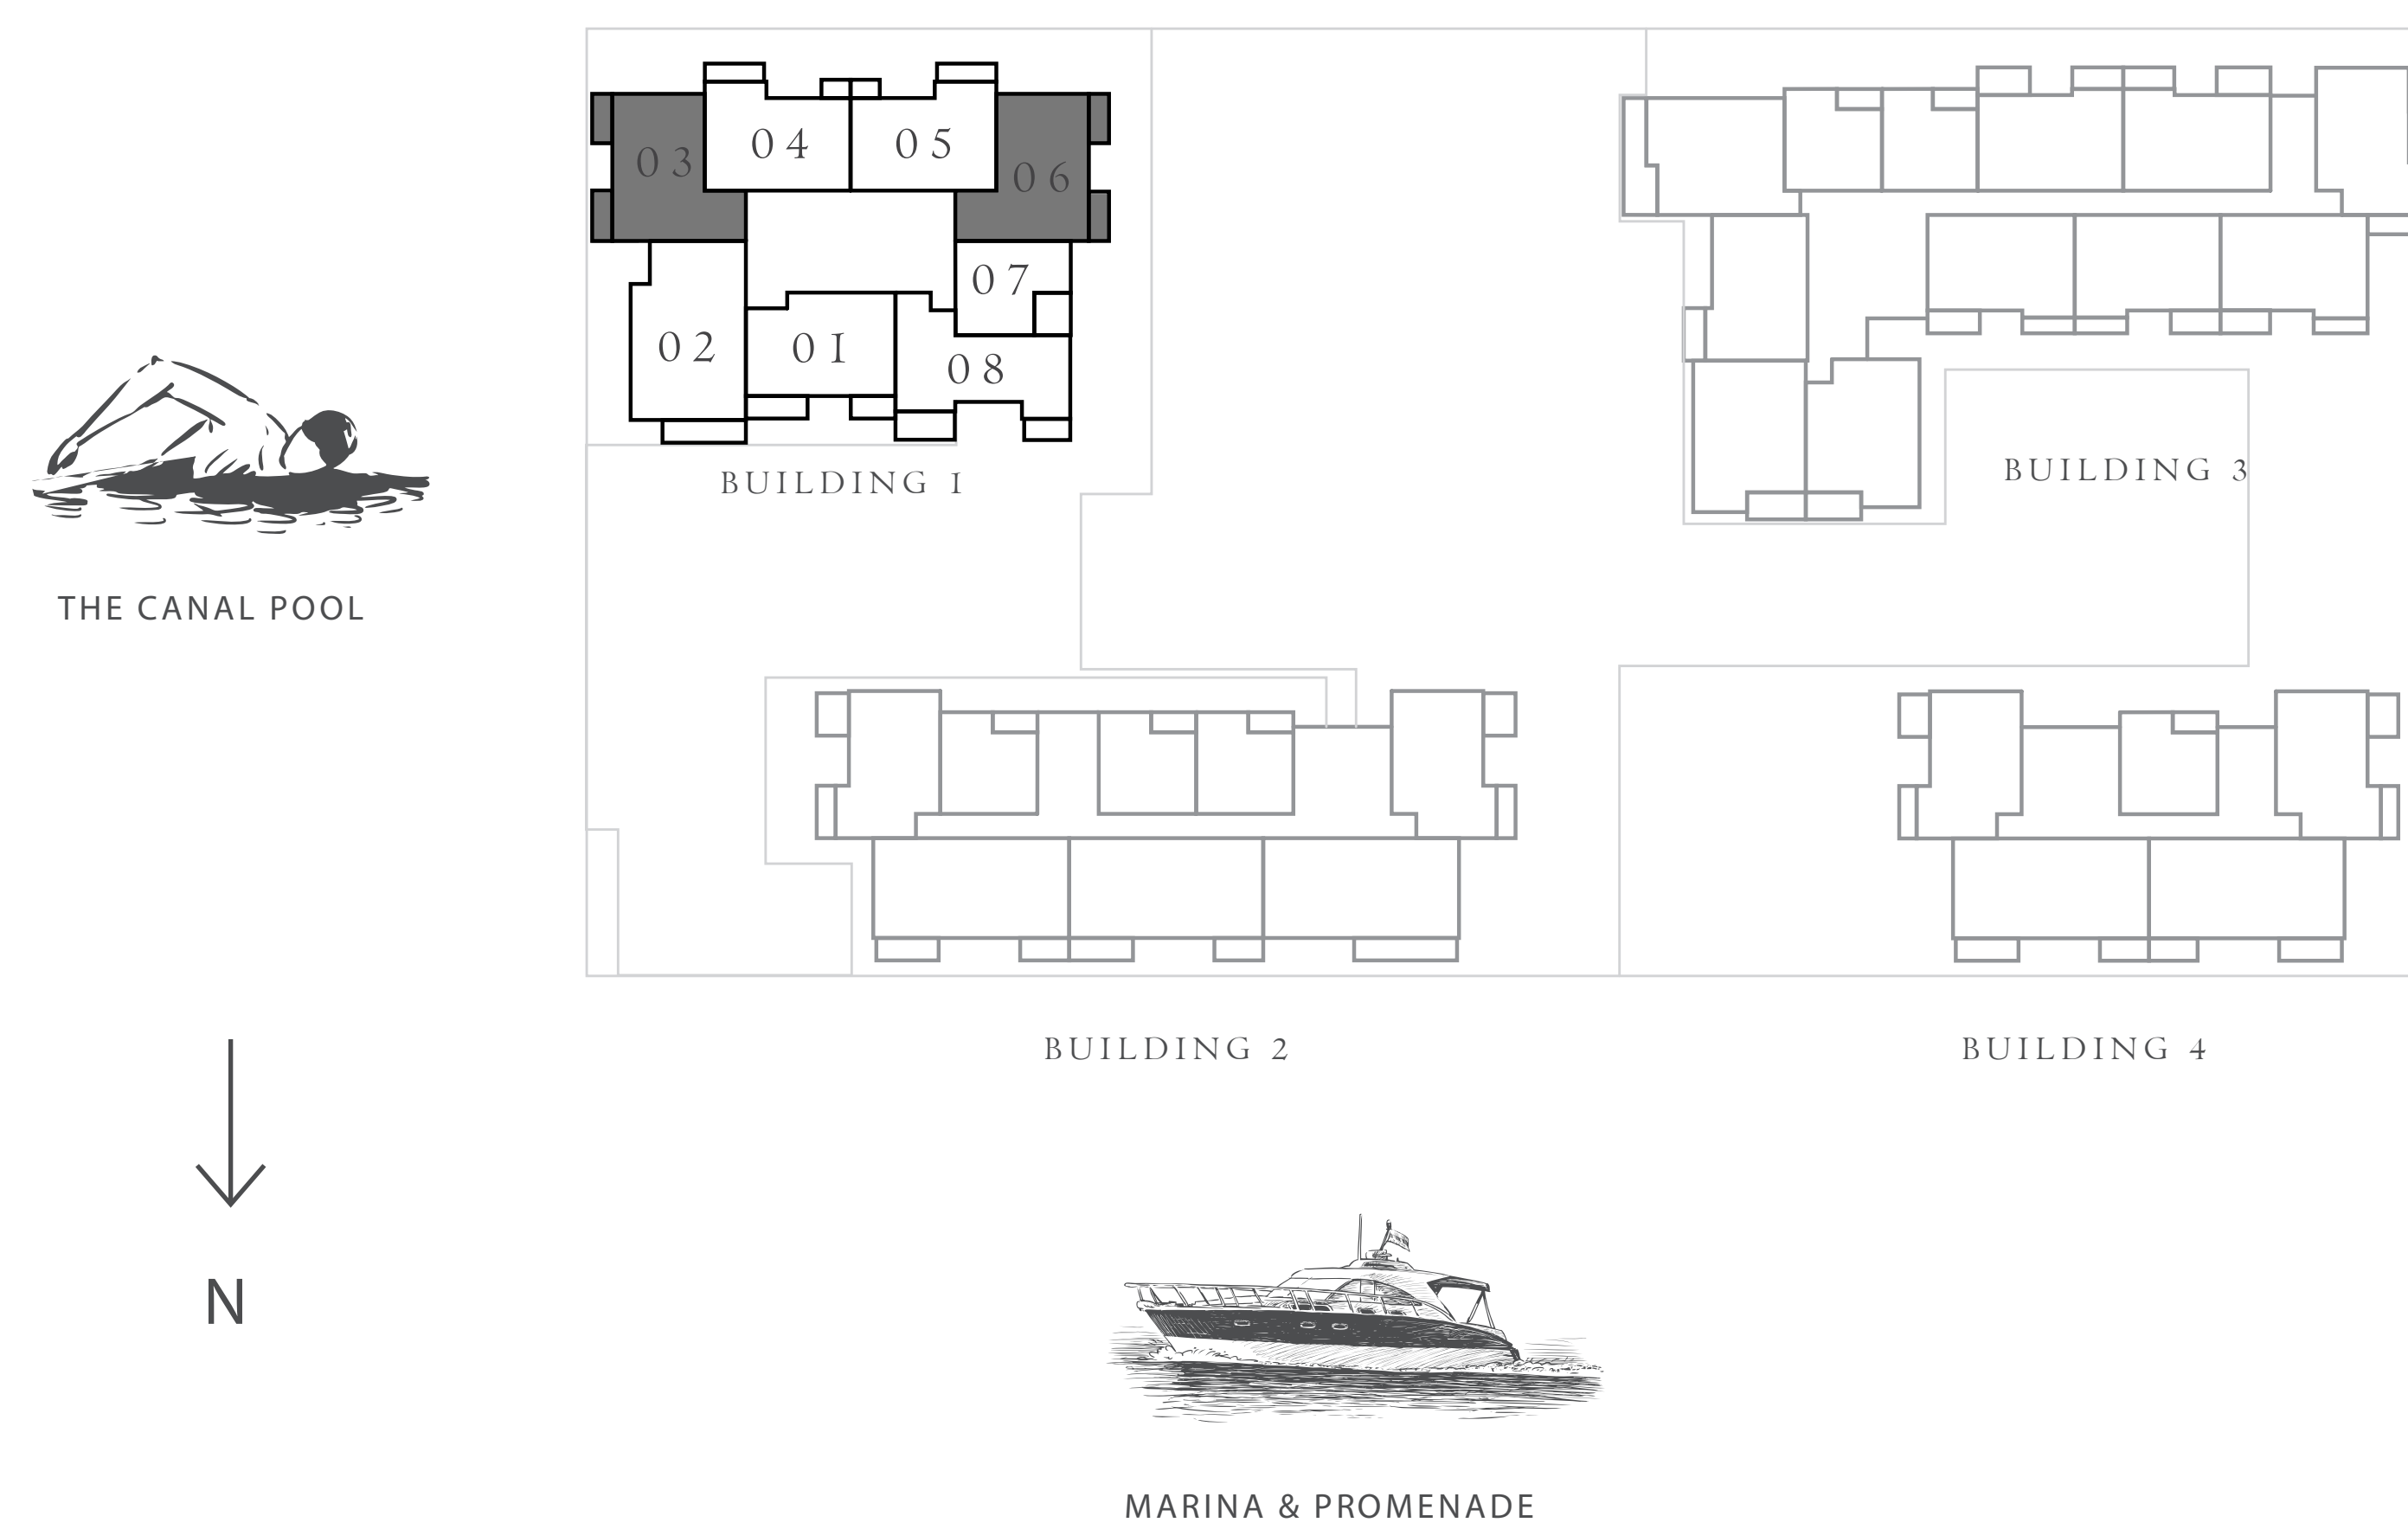 04
05
03
06
07
02
01
08
BUILDING 1
BUILDING 3
THE CANAL POOL
BUILDING 2
BUILDING 4
N
MARINA & PROMENADE